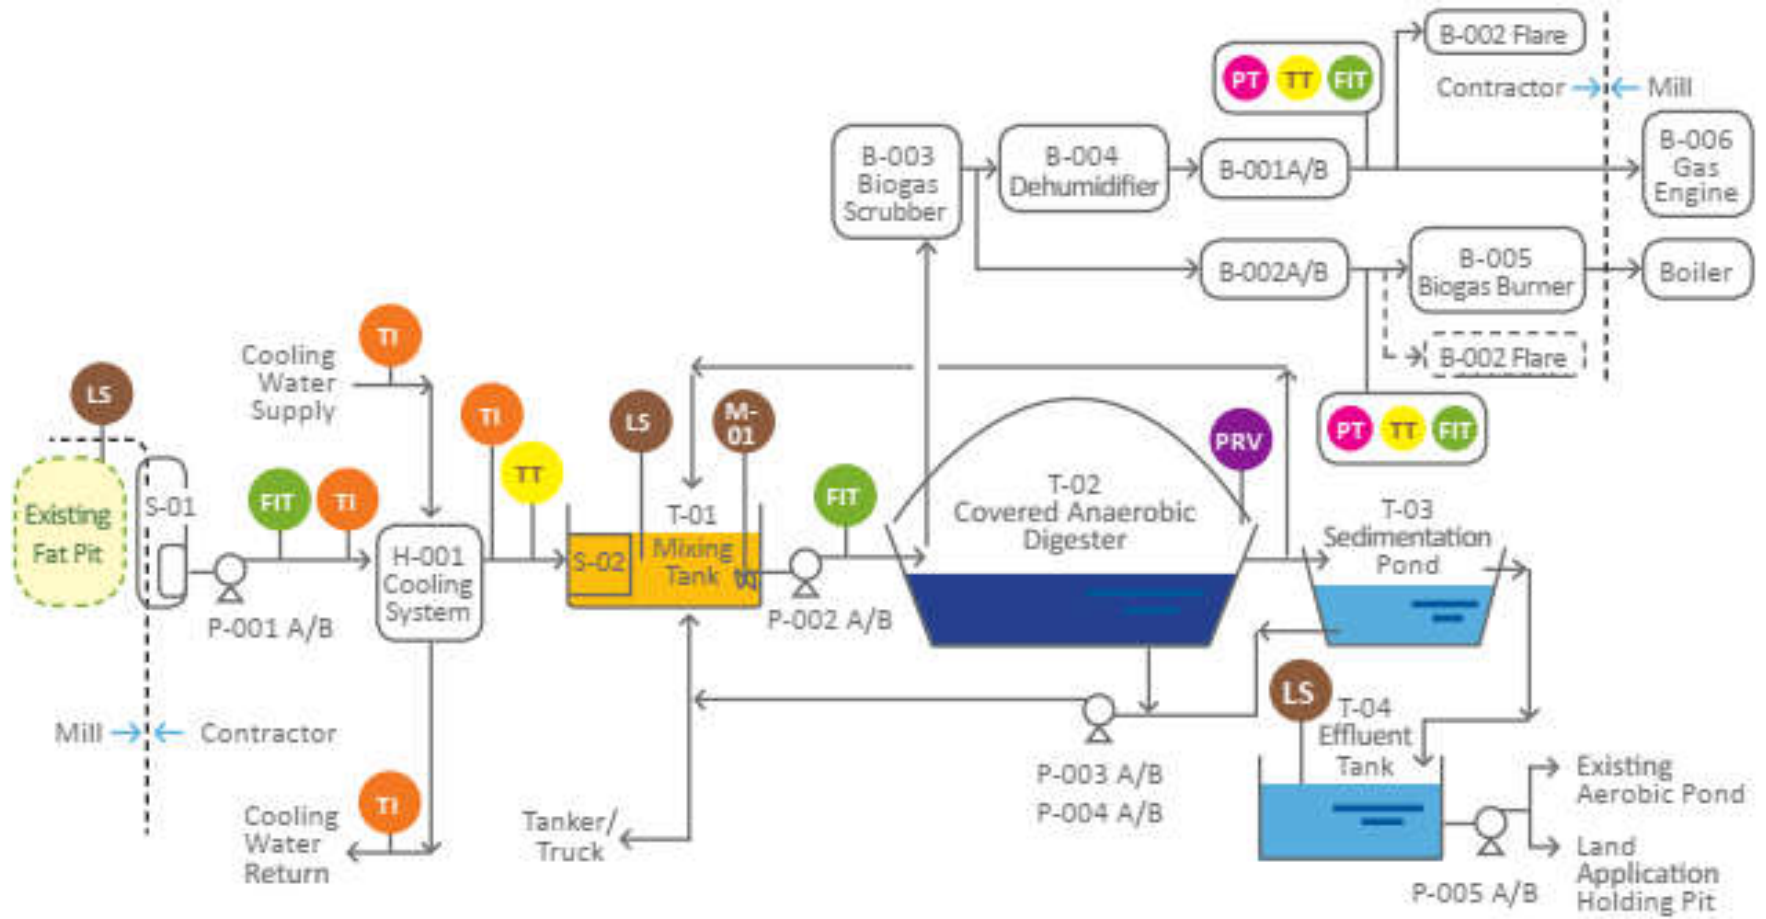 B-002 Flare
PT TT FIT
Contractor
Mill
B-003
Biogas
Scrubber
B-004
Dehumidifier
B-001A/B
B-006
Gas
Engine
B-002A/B
B-005
Biogas Burner
Boiler
B-002 Flare
PT TT FIT
TI
Cooling
Water
Supply
LS
TI
TT
LS
M-
01
FIT
PRV
Existing
Fat Pit
S-01
FIT
TI
P-001 A/B
H-001
Cooling
System
S-02
T-01
Mixing
Tank
P-002 A/B
T-02
Covered Anaerobic
Digester
T-03
Sedimentation
Pond
Mill
Contractor
TI
Cooling
Water
Return
Tanker/
Truck
P-003 A/B
P-004 A/B
LS
T-04
Effluent
Tank
P-005 A/B
Existing
Aerobic Pond
Land
Application
Holding Pit